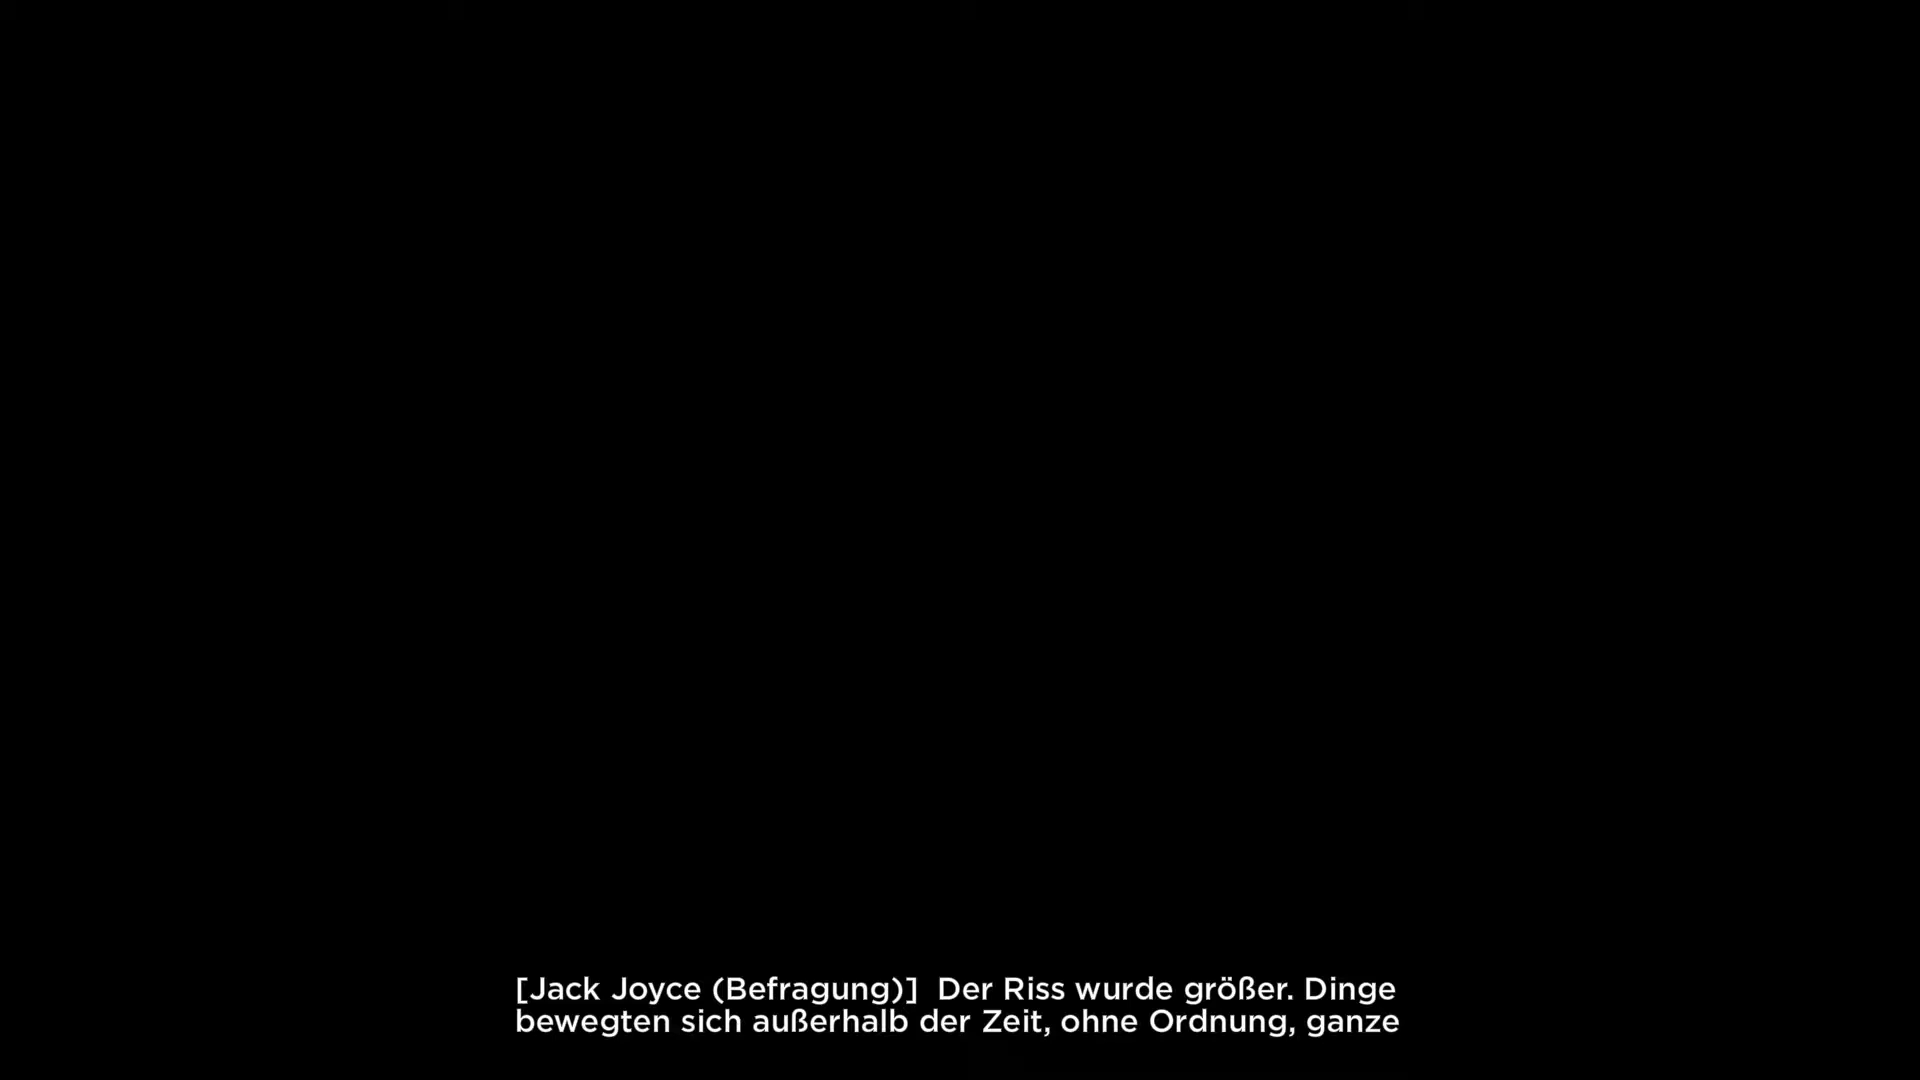 [Jack Joyce (Befragung)]  Der Riss wurde größer. Dinge
bewegten sich außerhalb der Zeit, ohne Ordnung, ganze